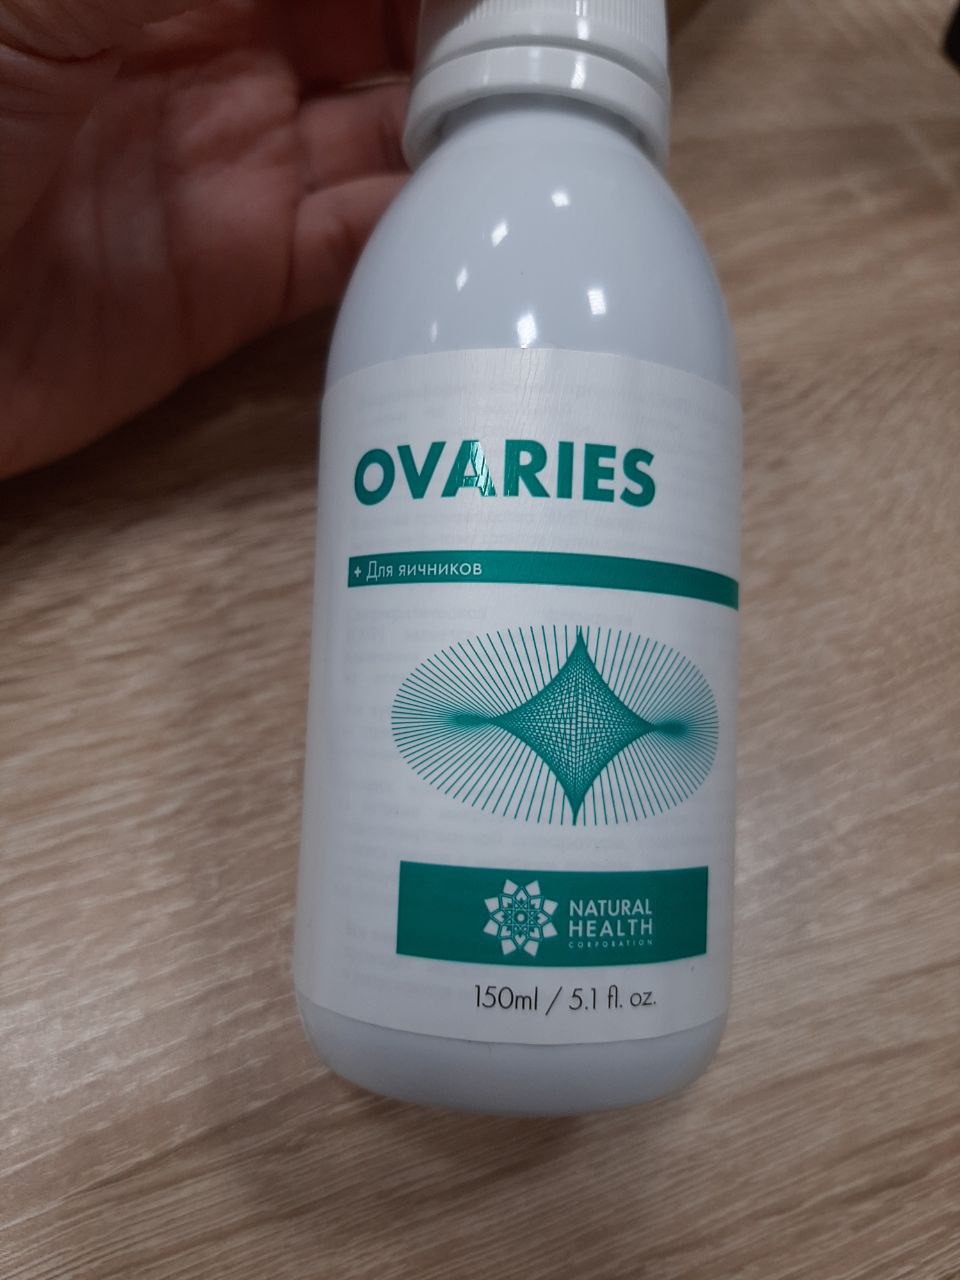 OVARIES
+ Для яичников
NATURAL
HEALTH
CORPORATION
150ml / 5.1 fl. oz.